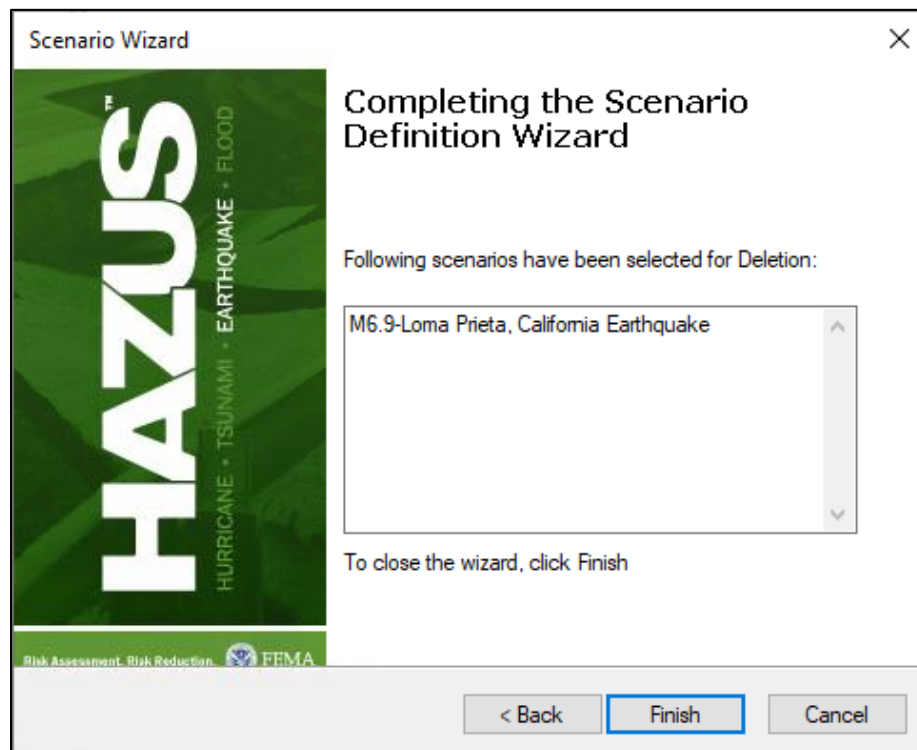 Scenario Wizard
HAZUS™
HURRICANE • TSUNAMI • EARTHQUAKE • FLOOD
Risk Assessment. Risk Reduction.
FEMA
Completing the Scenario
Definition Wizard
Following scenarios have been selected for Deletion:
M6.9-Loma Prieta, California Earthquake
To close the wizard, click Finish
< Back
Finish
Cancel